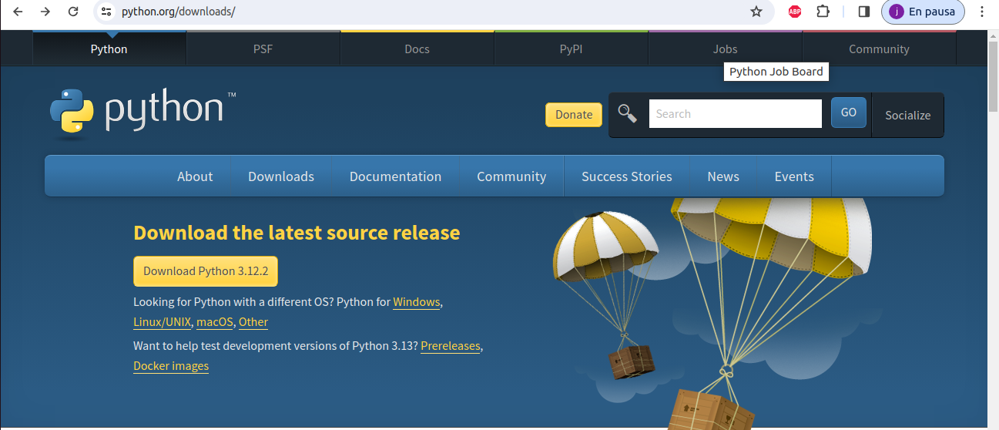 python.org/downloads/
ABP
j En pausa
Python PSF Docs PyPI Jobs Community
Python Job Board
python™
Donate Search GO Socialize
About Downloads Documentation Community Success Stories News Events
Download the latest source release
Download Python 3.12.2
Looking for Python with a different OS? Python for Windows,
Linux/UNIX, macOS, Other
Want to help test development versions of Python 3.13? Prereleases,
Docker images